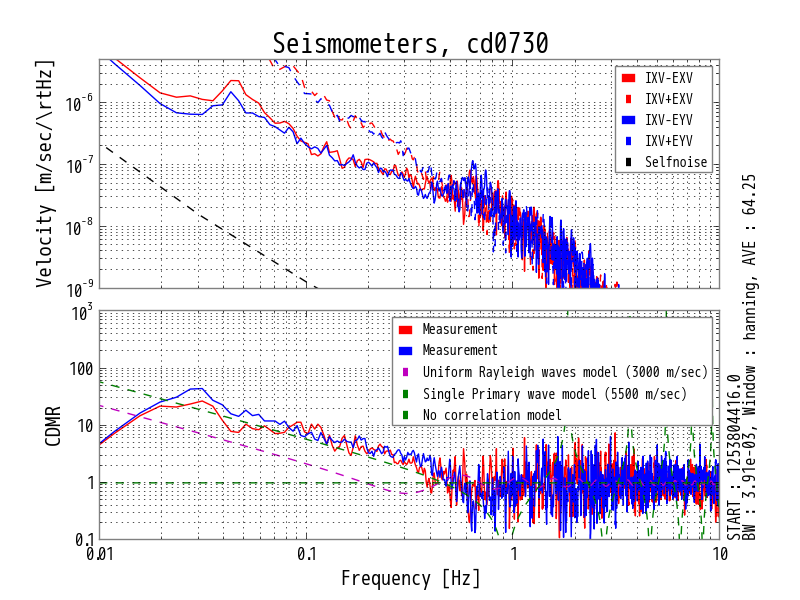 Seismometers, cd0730
Velocity [m/sec/\rtHz]
10^-6
10^-7
10^-8
10^-9
IXV-EXV
IXV+EXV
IXV-EYV
IXV+EYV
Selfnoise
CDMR
10^3
100
10
1
0.1
Measurement
Measurement
Uniform Rayleigh waves model (3000 m/sec)
Single Primary wave model (5500 m/sec)
No correlation model
0.01
0.1
1
10
Frequency [Hz]
START : 1253804416.0
BW : 3.91e-03, Window : hanning, AVE : 64.25